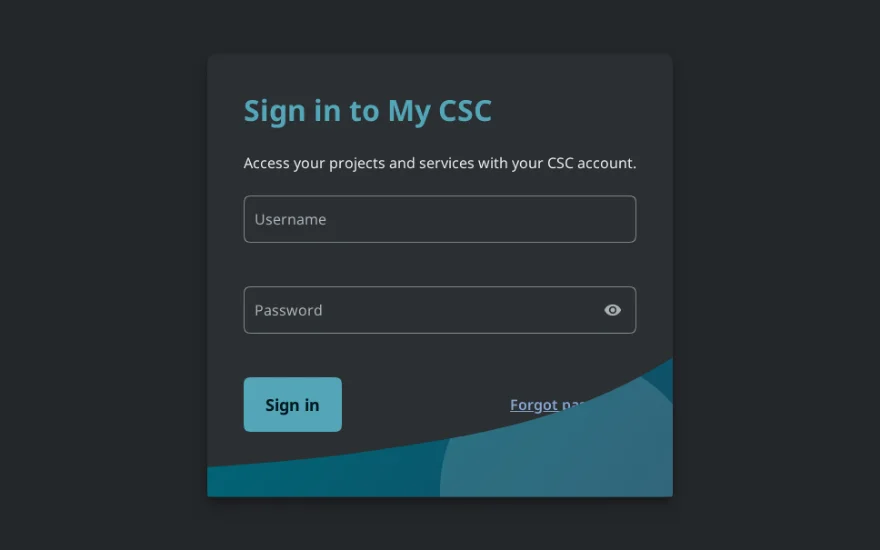 Sign in to My CSC
Access your projects and services with your CSC account.
Username
Password
Sign in
Forgot